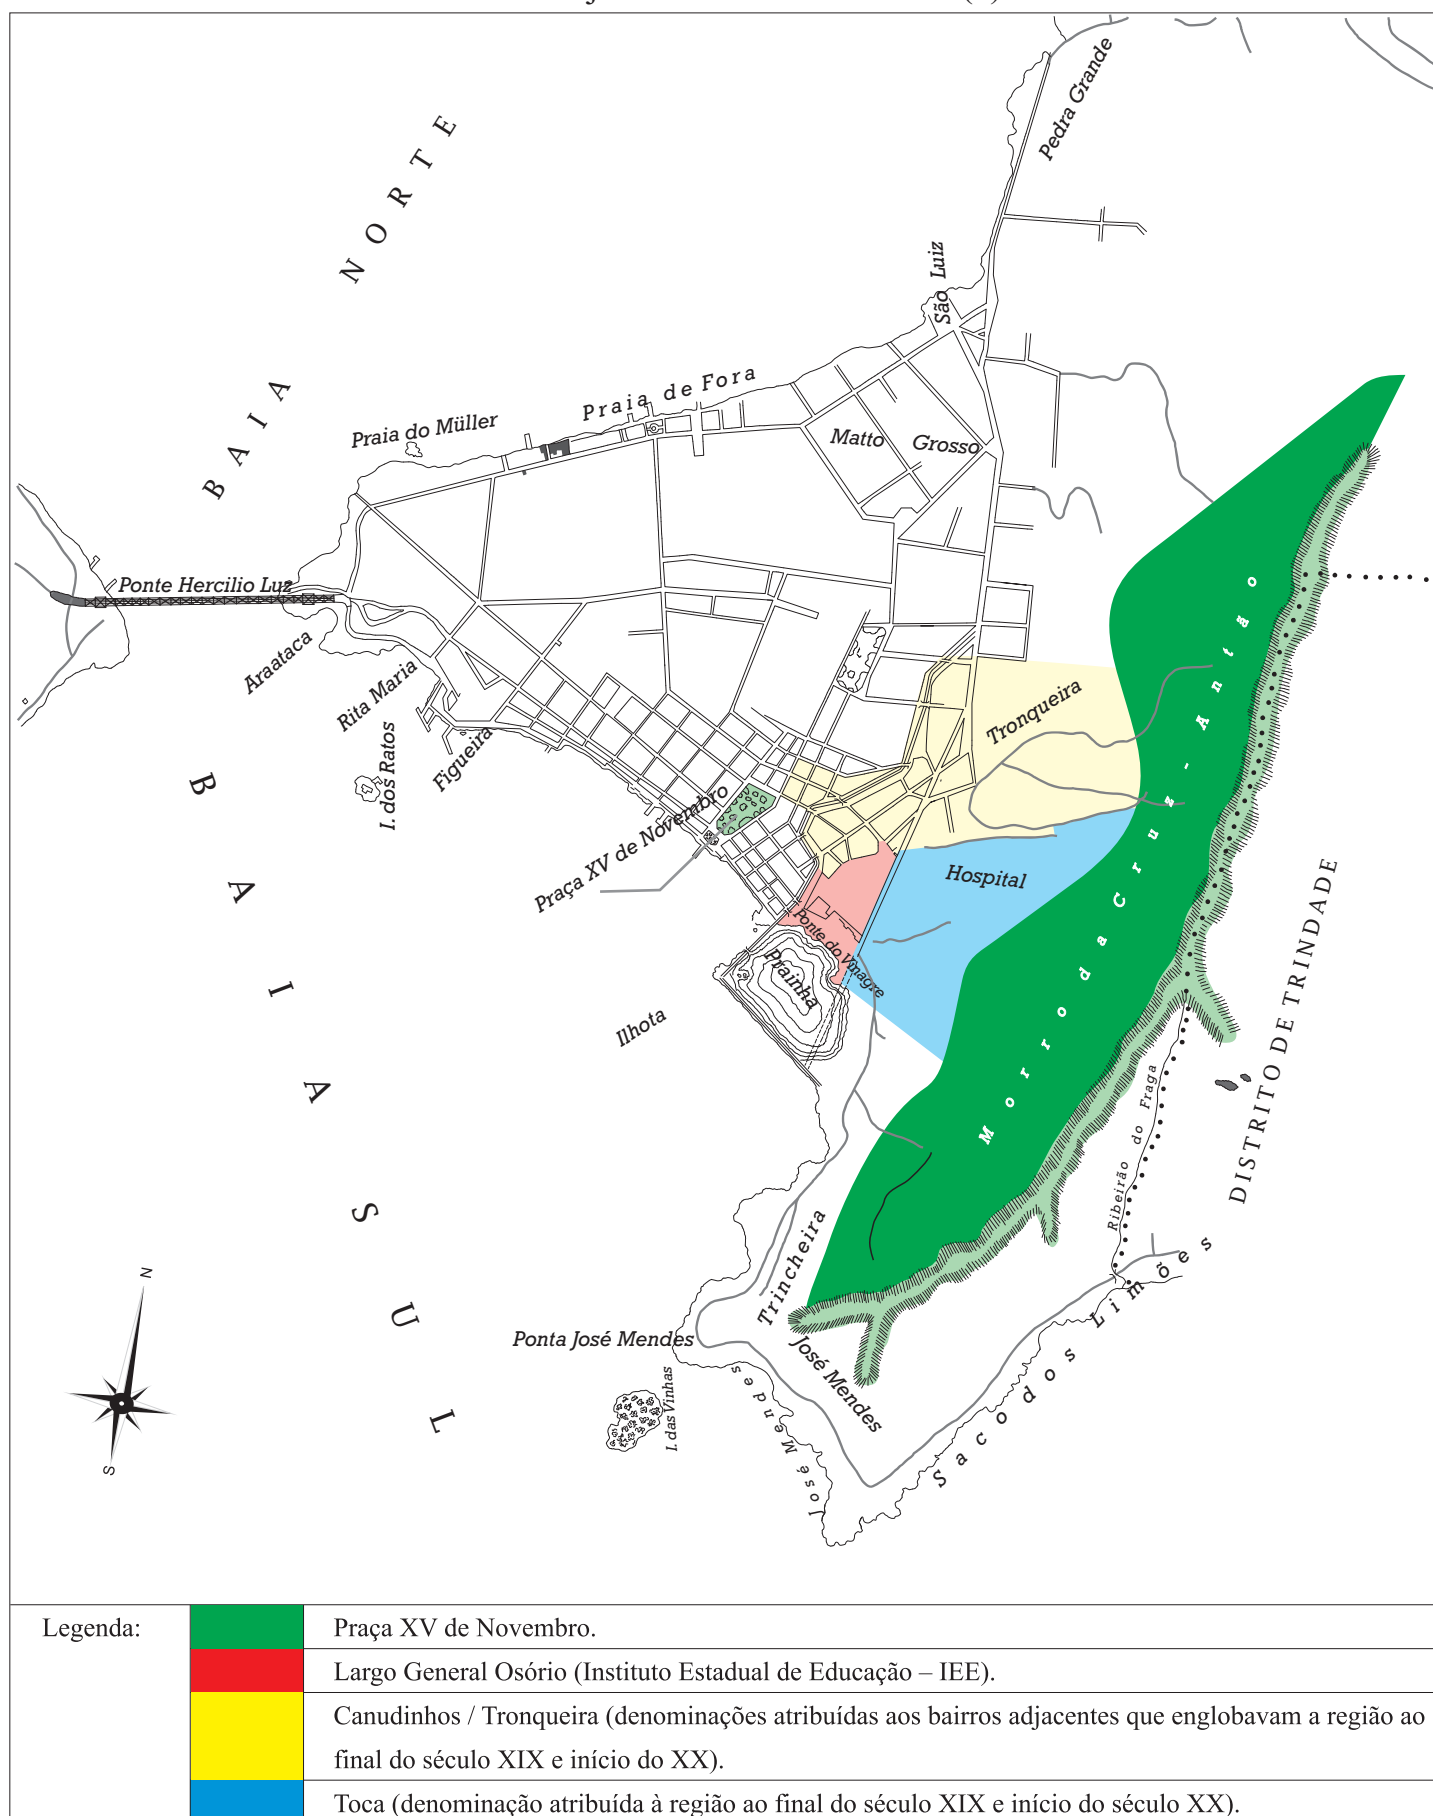 Pedra Grande
BAIA NORTE
São Luiz
Praia de Fora
Praia do Müller
Matto Grosso
Ponte Hercilio Luz
Araataca
Rita Maria
Figueira
I. dos Ratos
Praça XV de Novembro
Tronqueira
Hospital
Morro da Cruz - Antão
Ponte do Vinagre
Prainha
Ilhota
BAIA SUL
DISTRITO DE TRINDADE
Ribeirão do Fraga
Trincheira
Ponta José Mendes
José Mendes
José Mendes
I. das Vinhas
Saco dos Limões
N
S
Legenda:
Praça XV de Novembro.
Largo General Osório (Instituto Estadual de Educação – IEE).
Canudinhos / Tronqueira (denominações atribuídas aos bairros adjacentes que englobavam a região ao
final do século XIX e início do XX).
Toca (denominação atribuída à região ao final do século XIX e início do século XX).